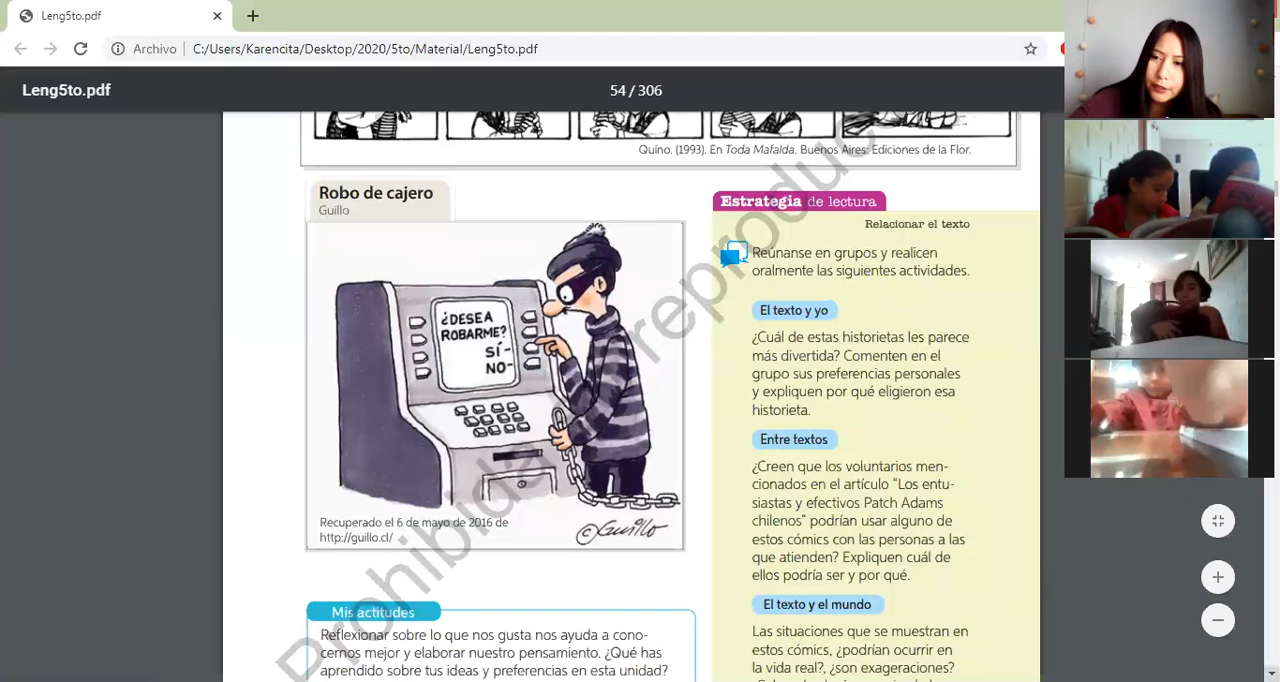 Leng5to.pdf
Archivo
C:/Users/Karencita/Desktop/2020/5to/Material/Leng5to.pdf
Leng5to.pdf
54 / 306
Quino. (1993). En Toda Mafalda. Buenos Aires: Ediciones de la Flor.
Robo de cajero
Guillo
¿DESEA
ROBARME?
SÍ-
NO-
Recuperado el 6 de mayo de 2016 de
http://guillo.cl/
©Guillo
Mis actitudes
Reflexionar sobre lo que nos gusta nos ayuda a cono-
cernos mejor y elaborar nuestro pensamiento. ¿Qué has
aprendido sobre tus ideas y preferencias en esta unidad?
Estrategia de lectura
Relacionar el texto
Reúnanse en grupos y realicen
oralmente las siguientes actividades.
El texto y yo
¿Cuál de estas historietas les parece
más divertida? Comenten en el
grupo sus preferencias personales
y expliquen por qué eligieron esa
historieta.
Entre textos
¿Creen que los voluntarios men-
cionados en el artículo “Los entu-
siastas y efectivos Patch Adams
chilenos” podrían usar alguno de
estos cómics con las personas a las
que atienden? Expliquen cuál de
ellos podría ser y por qué.
El texto y el mundo
Las situaciones que se muestran en
estos cómics, ¿podrían ocurrir en
la vida real?, ¿son exageraciones?
Prohibida reproduc